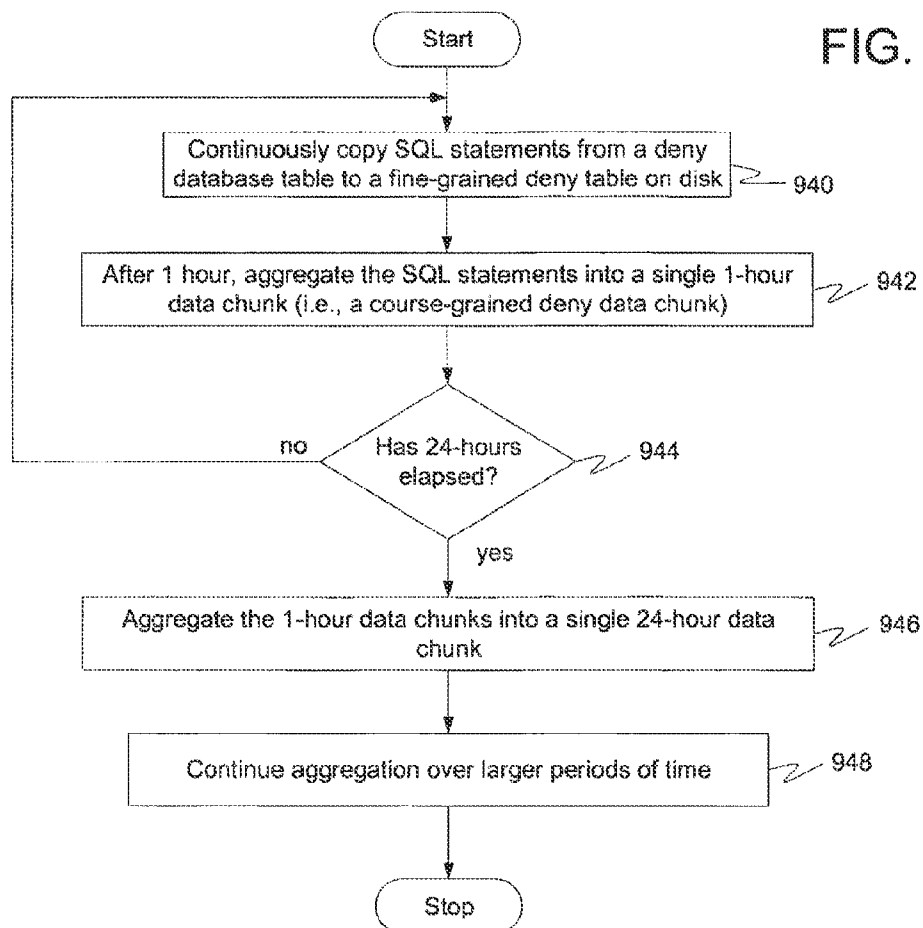 Start
FIG.
Continuously copy SQL statements from a deny
database table to a fine-grained deny table on disk
940
After 1 hour, aggregate the SQL statements into a single 1-hour
data chunk (i.e., a course-grained deny data chunk)
942
no
Has 24-hours
elapsed?
944
yes
Aggregate the 1-hour data chunks into a single 24-hour data
chunk
946
Continue aggregation over larger periods of time
948
Stop